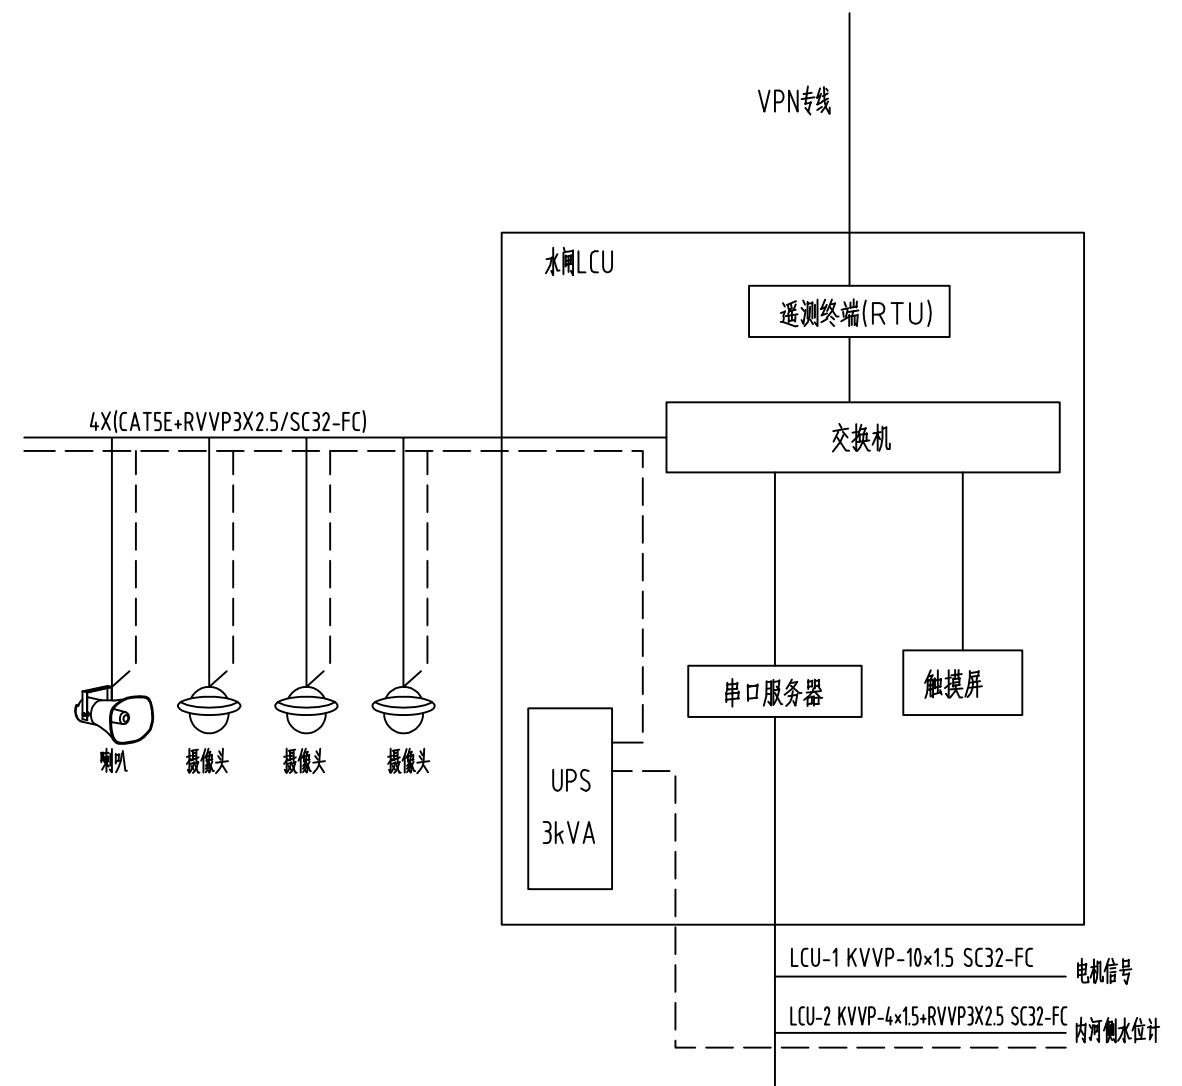 VPN专线
水闸LCU
遥测终端(RTU)
4X(CAT5E+RVVP3X2.5/SC32-FC)
交换机
串口服务器
触摸屏
喇叭
摄像头
摄像头
摄像头
UPS
3kVA
LCU-1 KVVP-10×1.5 SC32-FC
电机信号
LCU-2 KVVP-4×1.5+RVVP3X2.5 SC32-FC
内河侧水位计